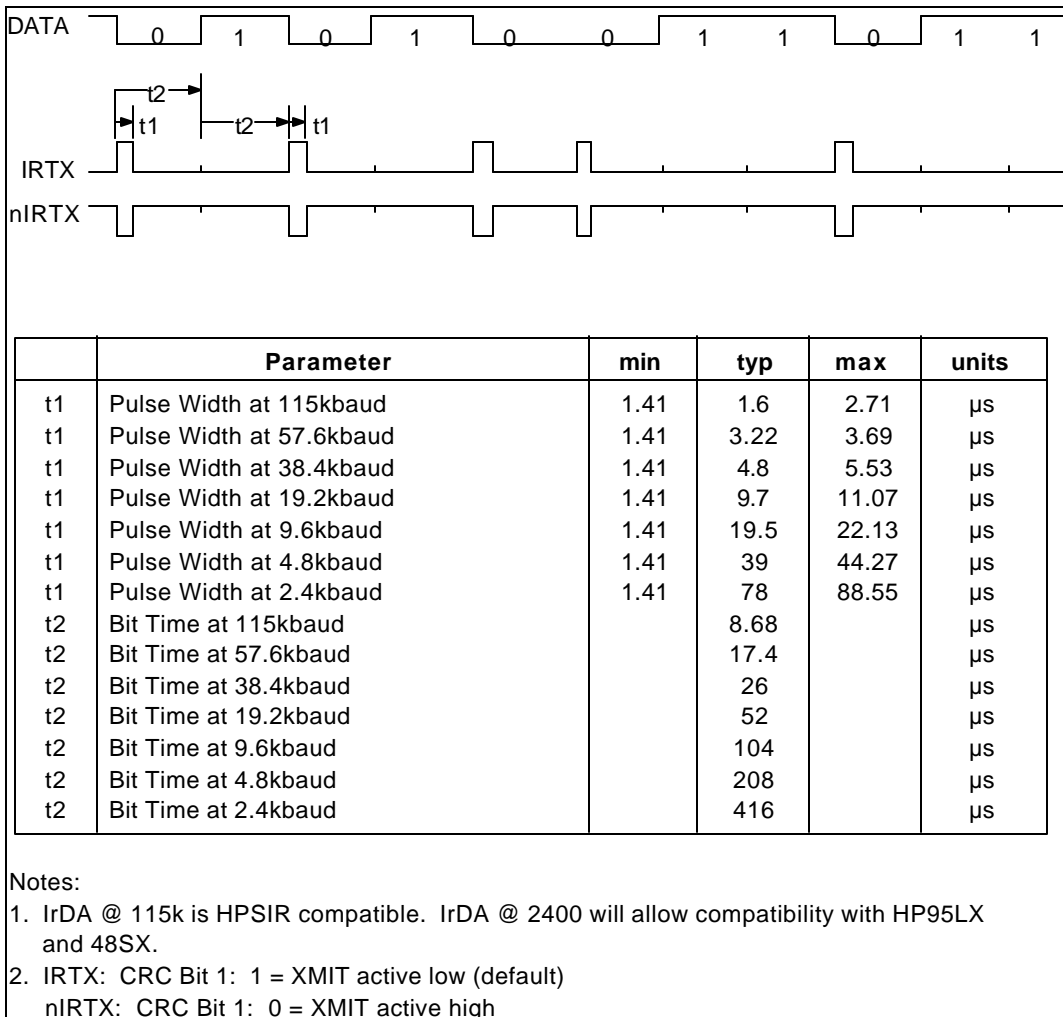 DATA 0 1 0 1 0 0 1 1 0 1 1
t2
t1 t2 t1
IRTX
nIRTX
Parameter min typ max units
t1 Pulse Width at 115kbaud 1.41 1.6 2.71 µs
t1 Pulse Width at 57.6kbaud 1.41 3.22 3.69 µs
t1 Pulse Width at 38.4kbaud 1.41 4.8 5.53 µs
t1 Pulse Width at 19.2kbaud 1.41 9.7 11.07 µs
t1 Pulse Width at 9.6kbaud 1.41 19.5 22.13 µs
t1 Pulse Width at 4.8kbaud 1.41 39 44.27 µs
t1 Pulse Width at 2.4kbaud 1.41 78 88.55 µs
t2 Bit Time at 115kbaud 8.68 µs
t2 Bit Time at 57.6kbaud 17.4 µs
t2 Bit Time at 38.4kbaud 26 µs
t2 Bit Time at 19.2kbaud 52 µs
t2 Bit Time at 9.6kbaud 104 µs
t2 Bit Time at 4.8kbaud 208 µs
t2 Bit Time at 2.4kbaud 416 µs
Notes:
1. IrDA @ 115k is HPSIR compatible. IrDA @ 2400 will allow compatibility with HP95LX
and 48SX.
2. IRTX: CRC Bit 1: 1 = XMIT active low (default)
nIRTX: CRC Bit 1: 0 = XMIT active high